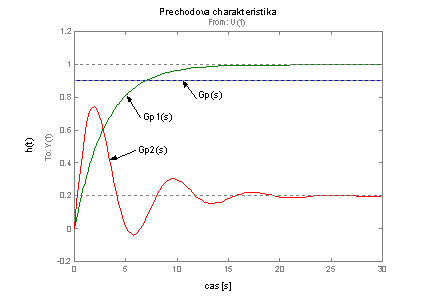 Prechodova charakteristika
From: U(1)
1.2
1
0.8
0.6
0.4
0.2
0
-0.2
h(t)
To: Y(1)
Gp(s)
Gp1(s)
Gp2(s)
0
5
10
15
20
25
30
cas [s]